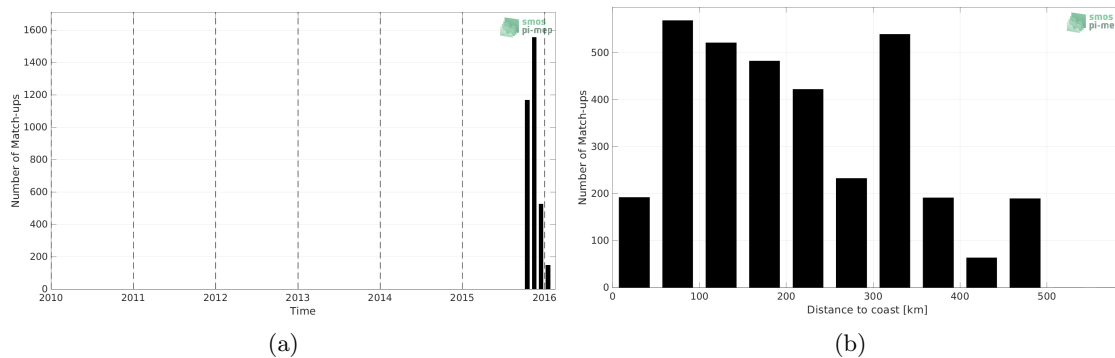 smos
pi-mep
1600
1400
1200
1000
800
600
400
200
0
Number of Match-ups
2010 2011 2012 2013 2014 2015 2016
Time
(a)
smos
pi-me
500
400
300
200
100
0
Number of Match-ups
0 100 200 300 400 500
Distance to coast [km]
(b)